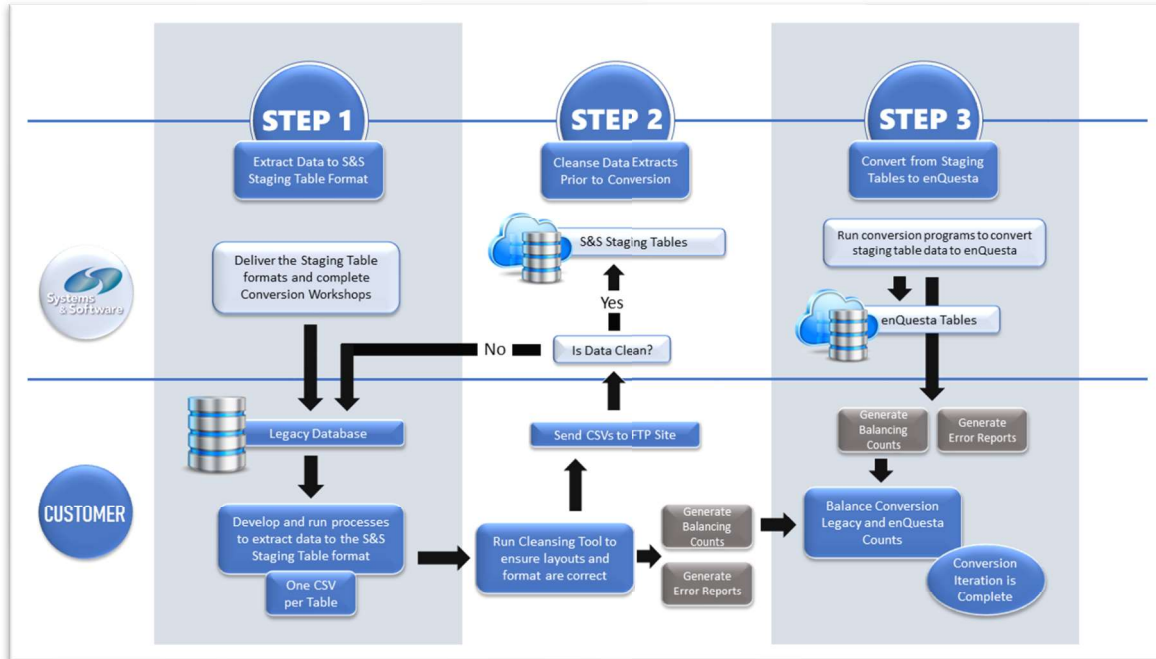 STEP 1
Extract Data to S&S
Staging Table Format
STEP 2
Cleanse Data Extracts
Prior to Conversion
STEP 3
Convert from Staging
Tables to enQuesta
Systems
& Software
Deliver the Staging Table
formats and complete
Conversion Workshops
S&S Staging Tables
Yes
No
Is Data Clean?
Run conversion programs to convert
staging table data to enQuesta
enQuesta Tables
CUSTOMER
Legacy Database
Develop and run processes
to extract data to the S&S
Staging Table format
One CSV
per Table
Send CSVs to FTP Site
Run Cleansing Tool to
ensure layouts and
format are correct
Generate
Balancing
Counts
Generate
Error Reports
Generate
Balancing
Counts
Generate
Error Reports
Balance Conversion
Legacy and enQuesta
Counts
Conversion
Iteration is
Complete